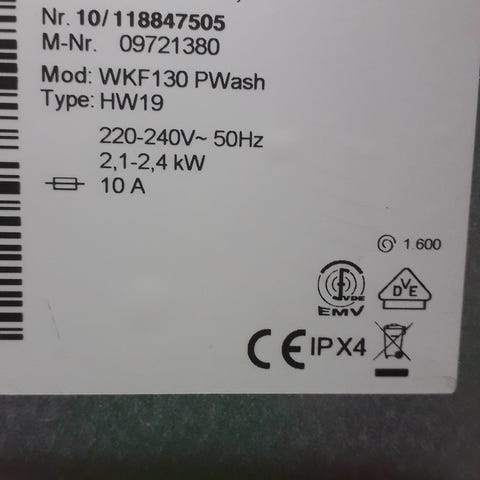 Nr. 10/ 118847505
M-Nr. 09721380
Mod: WKF130 PWash
Type: HW19
220-240V~ 50Hz
2,1-2,4 kW
10 A
1.600
VDE
EMV
DVE
CE IPX4